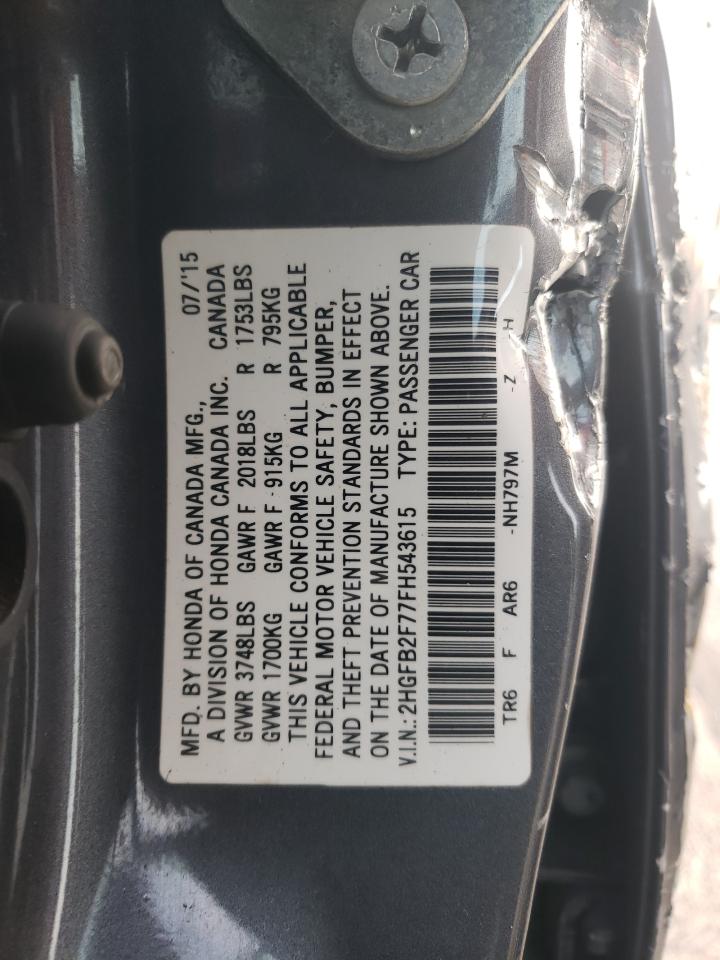 MFD. BY HONDA OF CANADA MFG., 07/'15
A DIVISION OF HONDA CANADA INC. CANADA
GVWR 3748LBS GAWR F 2018LBS R 1753LBS
GVWR 1700KG GAWR F 915KG R 795KG
THIS VEHICLE CONFORMS TO ALL APPLICABLE
FEDERAL MOTOR VEHICLE SAFETY, BUMPER,
AND THEFT PREVENTION STANDARDS IN EFFECT
ON THE DATE OF MANUFACTURE SHOWN ABOVE.
V.I.N.: 2HGFB2F77FH543615 TYPE: PASSENGER CAR
TR6 F AR6 -NH797M -Z H